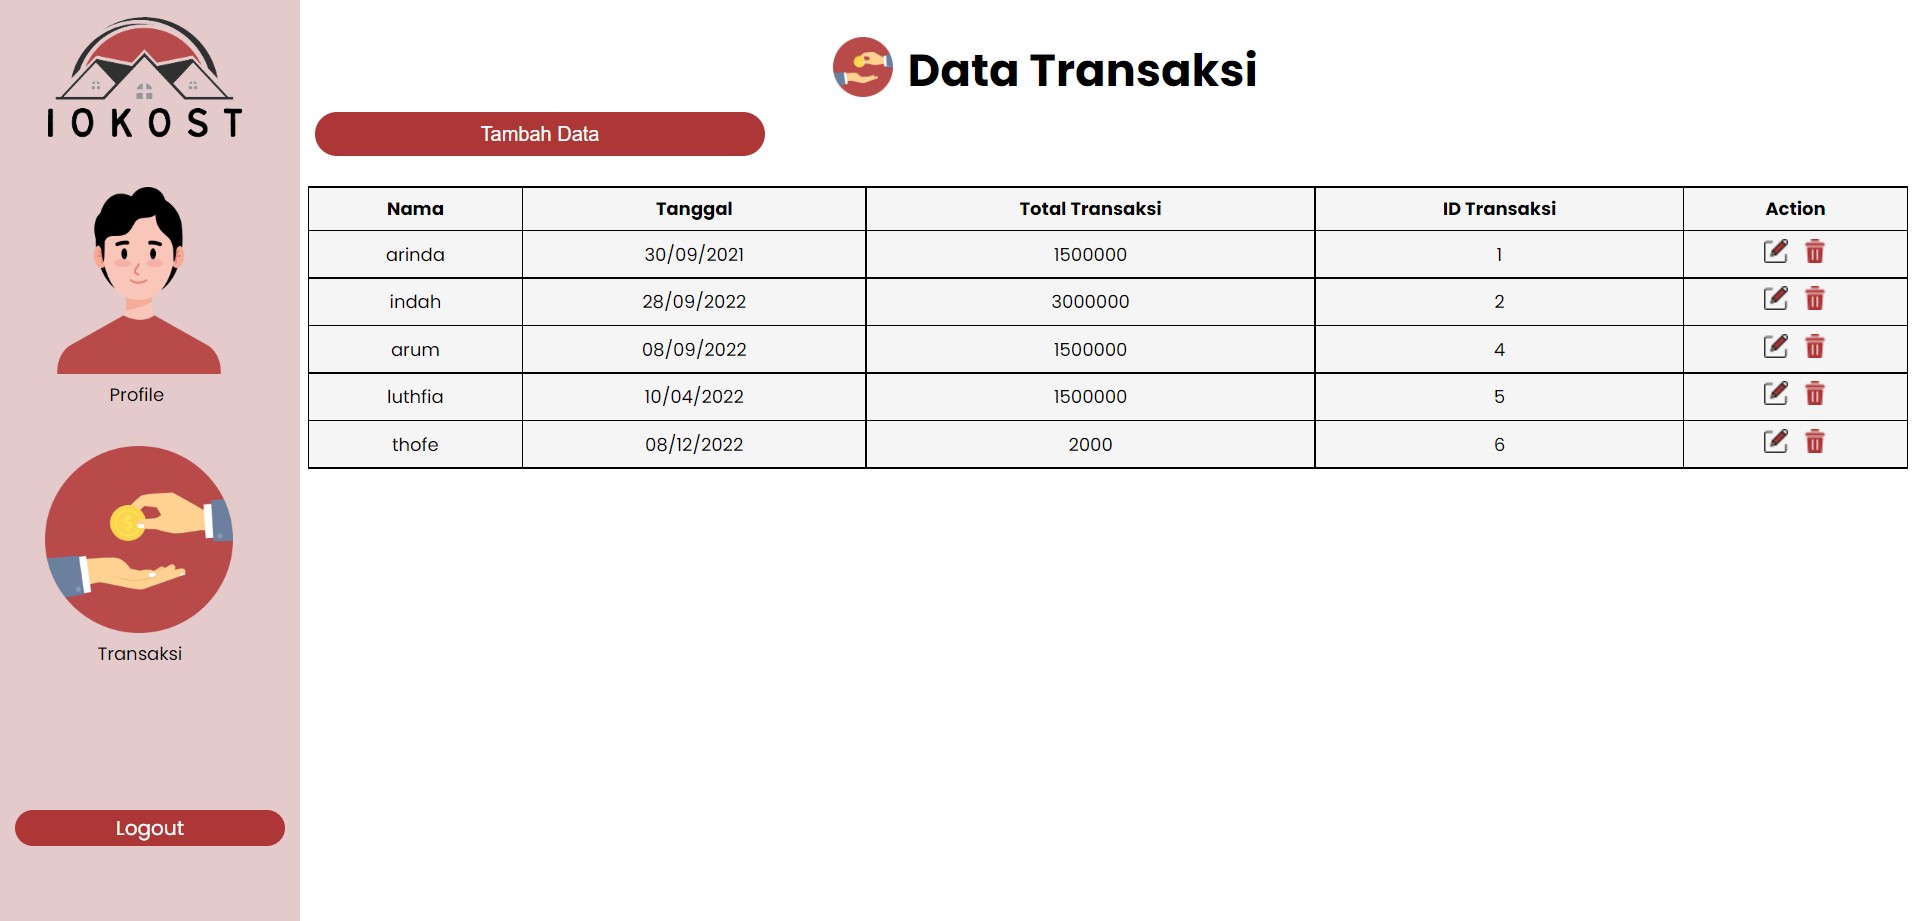 IOKOST
Profile
Transaksi
Logout
Data Transaksi
Tambah Data
Nama Tanggal Total Transaksi ID Transaksi Action
arinda 30/09/2021 1500000 1
indah 28/09/2022 3000000 2
arum 08/09/2022 1500000 4
luthfia 10/04/2022 1500000 5
thofe 08/12/2022 2000 6